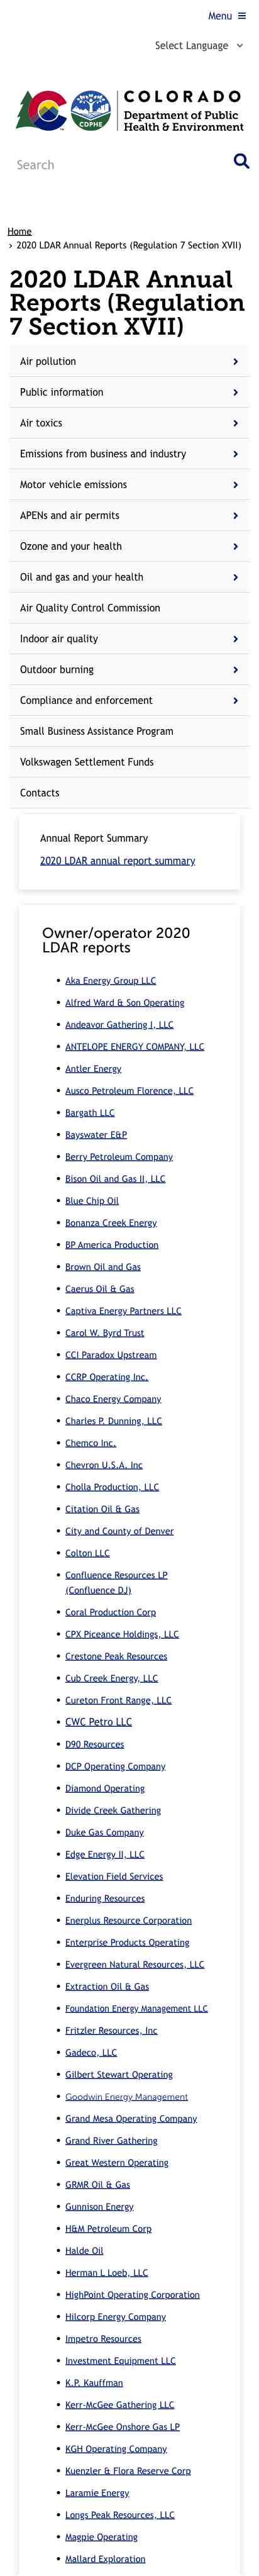 Menu
Select Language
COLORADO
Department of Public
Health & Environment
CDPHE
Search
Home
2020 LDAR Annual Reports (Regulation 7 Section XVII)
2020 LDAR Annual
Reports (Regulation
7 Section XVII)
Air pollution
Public information
Air toxics
Emissions from business and industry
Motor vehicle emissions
APENs and air permits
Ozone and your health
Oil and gas and your health
Air Quality Control Commission
Indoor air quality
Outdoor burning
Compliance and enforcement
Small Business Assistance Program
Volkswagen Settlement Funds
Contacts
Annual Report Summary
2020 LDAR annual report summary
Owner/operator 2020
LDAR reports
Aka Energy Group LLC
Alfred Ward & Son Operating
Andeavor Gathering I, LLC
ANTELOPE ENERGY COMPANY, LLC
Antler Energy
Ausco Petroleum Florence, LLC
Bargath LLC
Bayswater E&P
Berry Petroleum Company
Bison Oil and Gas II, LLC
Blue Chip Oil
Bonanza Creek Energy
BP America Production
Brown Oil and Gas
Caerus Oil & Gas
Captiva Energy Partners LLC
Carol W. Byrd Trust
CCI Paradox Upstream
CCRP Operating Inc.
Chaco Energy Company
Charles P. Dunning, LLC
Chemco Inc.
Chevron U.S.A. Inc
Cholla Production, LLC
Citation Oil & Gas
City and County of Denver
Colton LLC
Confluence Resources LP
(Confluence DJ)
Coral Production Corp
CPX Piceance Holdings, LLC
Crestone Peak Resources
Cub Creek Energy, LLC
Cureton Front Range, LLC
CWC Petro LLC
D90 Resources
DCP Operating Company
Diamond Operating
Divide Creek Gathering
Duke Gas Company
Edge Energy II, LLC
Elevation Field Services
Enduring Resources
Enerplus Resource Corporation
Enterprise Products Operating
Evergreen Natural Resources, LLC
Extraction Oil & Gas
Foundation Energy Management LLC
Fritzler Resources, Inc
Gadeco, LLC
Gilbert Stewart Operating
Goodwin Energy Management
Grand Mesa Operating Company
Grand River Gathering
Great Western Operating
GRMR Oil & Gas
Gunnison Energy
H&M Petroleum Corp
Halde Oil
Herman L Loeb, LLC
HighPoint Operating Corporation
Hilcorp Energy Company
Impetro Resources
Investment Equipment LLC
K.P. Kauffman
Kerr-McGee Gathering LLC
Kerr-McGee Onshore Gas LP
KGH Operating Company
Kuenzler & Flora Reserve Corp
Laramie Energy
Longs Peak Resources, LLC
Magpie Operating
Mallard Exploration